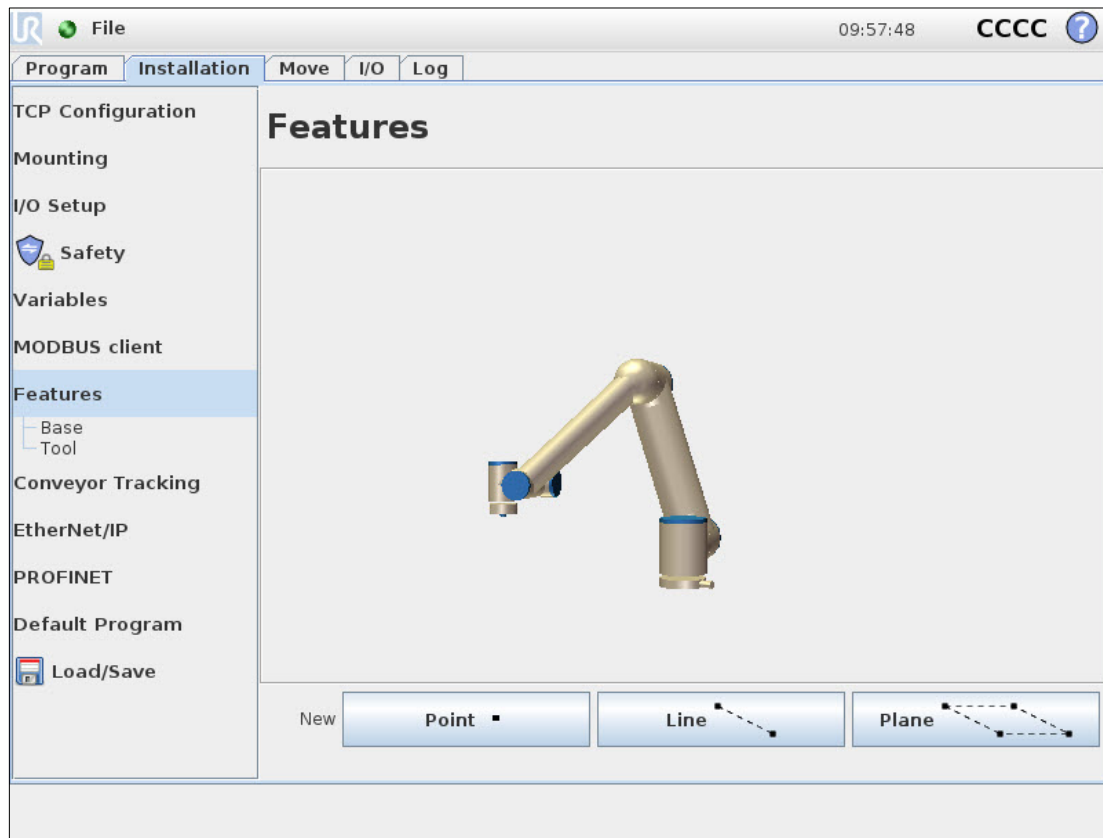 UR File 09:57:48 CCCC ?
Program Installation Move I/O Log
TCP Configuration
Mounting
I/O Setup
Safety
Variables
MODBUS client
Features
Base
Tool
Conveyor Tracking
EtherNet/IP
PROFINET
Default Program
Load/Save
Features
New Point Line Plane